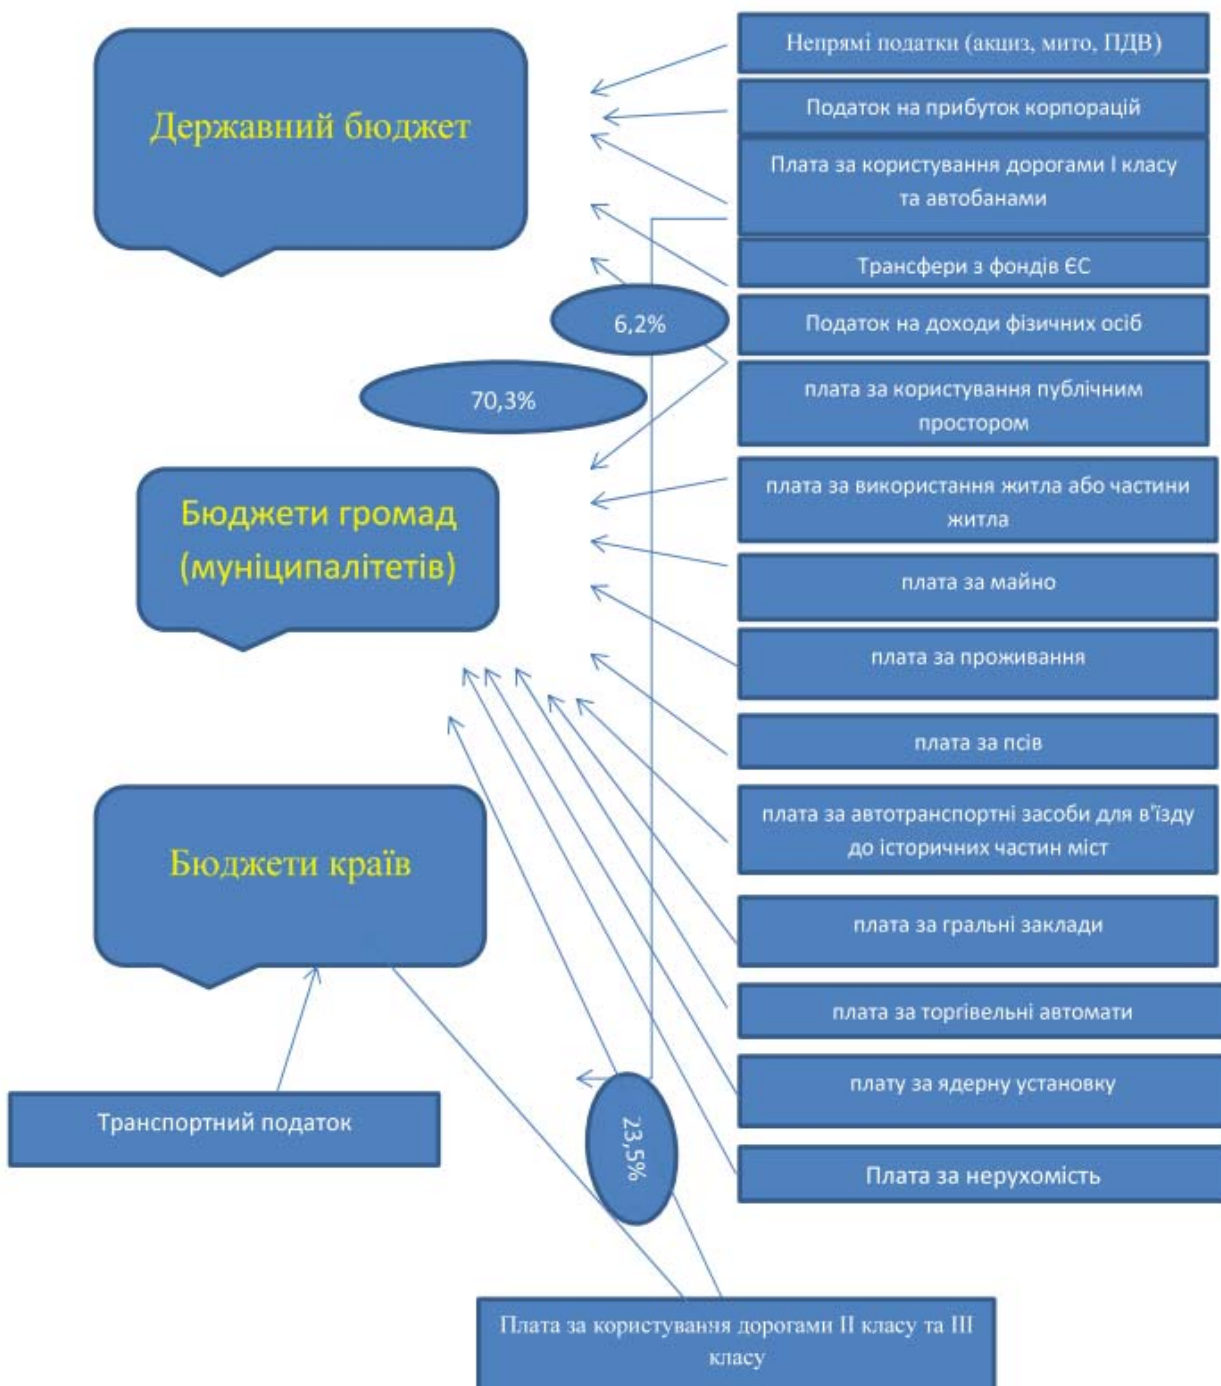 Державний бюджет
Непрямі податки (акциз, мито, ПДВ)
Податок на прибуток корпорацій
Плата за користування дорогами І класу
та автобанами
Трансфери з фондів ЄС
Податок на доходи фізичних осіб
6,2%
плата за користування публічним
простором
70,3%
Бюджети громад
(муніципалітетів)
плата за використання житла або частини
житла
плата за майно
плата за проживання
плата за псів
Бюджети країв
плата за автотранспортні засоби для в'їзду
до історичних частин міст
плата за гральні заклади
плата за торгівельні автомати
плату за ядерну установку
Транспортний податок
23,5%
Плата за нерухомість
Плата за користування дорогами ІІ класу та ІІІ
класу